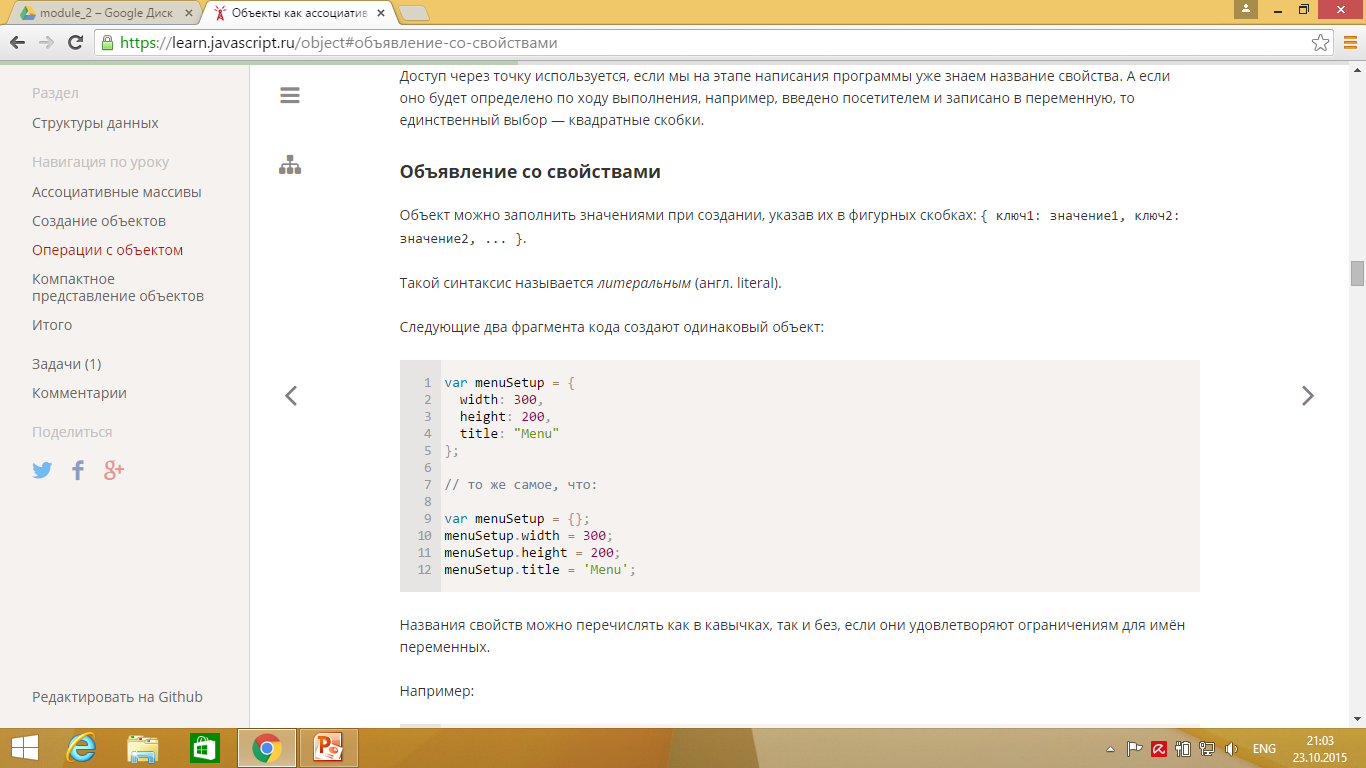 module_2 – Google Диск
Объекты как ассоциатив
https://learn.javascript.ru/object#объявление-со-свойствами
Раздел
Структуры данных
Навигация по уроку
Ассоциативные массивы
Создание объектов
Операции с объектом
Компактное
представление объектов
Итого
Задачи (1)
Комментарии
Поделиться
Редактировать на Github
Доступ через точку используется, если мы на этапе написания программы уже знаем название свойства. А если
оно будет определено по ходу выполнения, например, введено посетителем и записано в переменную, то
единственный выбор — квадратные скобки.
Объявление со свойствами
Объект можно заполнить значениями при создании, указав их в фигурных скобках: { ключ1: значение1, ключ2:
значение2, ... }.
Такой синтаксис называется литеральным (англ. literal).
Следующие два фрагмента кода создают одинаковый объект:
1 var menuSetup = {
2 width: 300,
3 height: 200,
4 title: "Menu"
5 };
6
7 // то же самое, что:
8
9 var menuSetup = {};
10 menuSetup.width = 300;
11 menuSetup.height = 200;
12 menuSetup.title = 'Menu';
Названия свойств можно перечислять как в кавычках, так и без, если они удовлетворяют ограничениям для имён
переменных.
Например:
ENG
21:03
23.10.2015